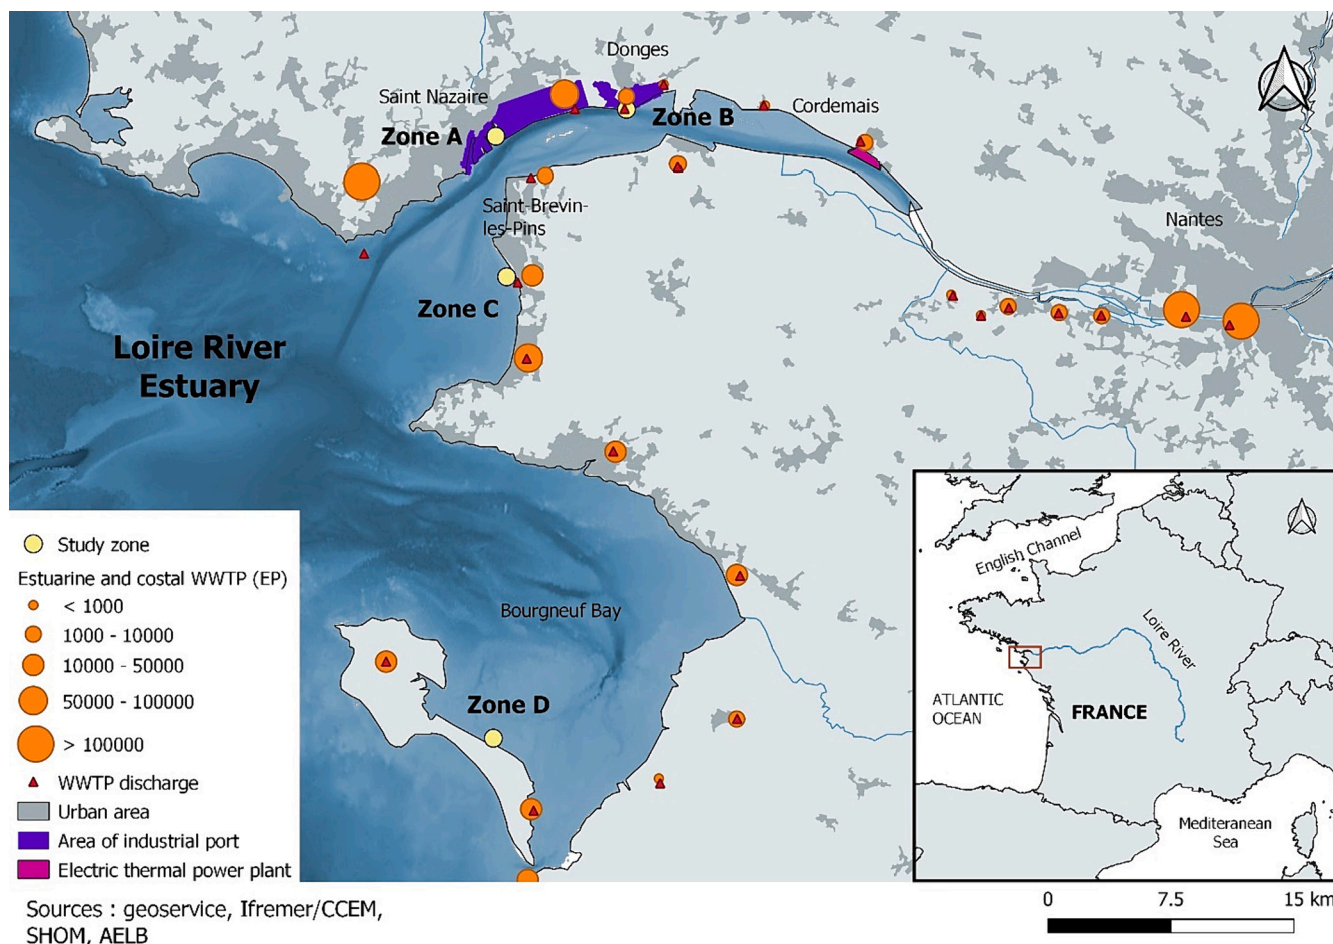 Donges
Saint Nazaire
Zone A
Zone B
Cordemais
Saint-Brevin-
les-Pins
Nantes
Zone C
Loire River
Estuary
Bourgneuf Bay
Zone D
Study zone
Estuarine and costal WWTP (EP)
< 1000
1000 - 10000
10000 - 50000
50000 - 100000
> 100000
WWTP discharge
Urban area
Area of industrial port
Electric thermal power plant
Sources : geoservice, Ifremer/CCEM,
SHOM, AELB
English Channel
Loire River
ATLANTIC
OCEAN
FRANCE
Mediteranean
Sea
0 7.5 15 km